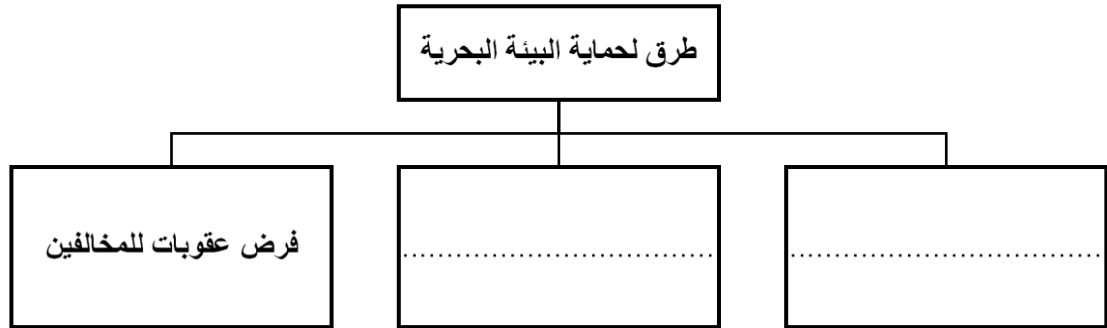 طرق لحماية البيئة البحرية
....................................
...................................
فرض عقوبات للمخالفين